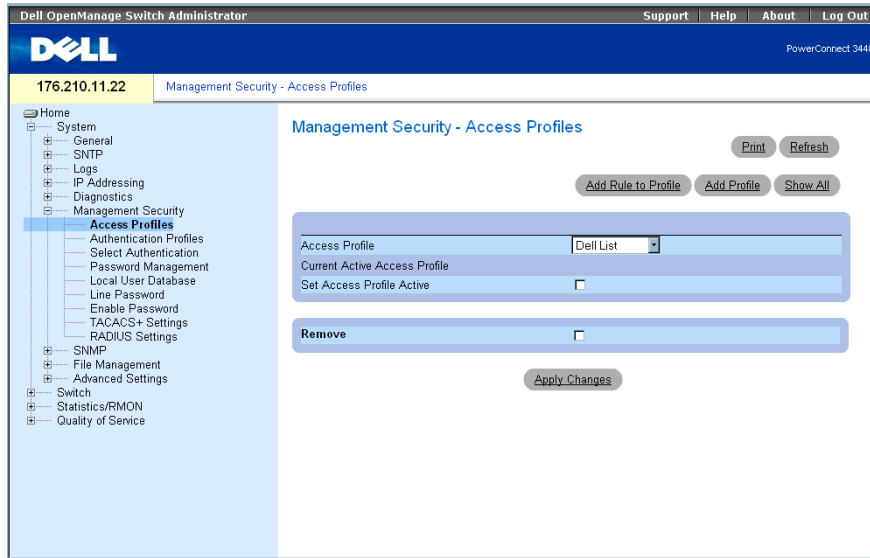 Dell OpenManage Switch Administrator
Support Help About Log Out
DELL
PowerConnect 3448
176.210.11.22
Management Security - Access Profiles
Home
System
General
SNTP
Logs
IP Addressing
Diagnostics
Management Security
Access Profiles
Authentication Profiles
Select Authentication
Password Management
Local User Database
Line Password
Enable Password
TACACS+ Settings
RADIUS Settings
SNMP
File Management
Advanced Settings
Switch
Statistics/RMON
Quality of Service
Management Security - Access Profiles
Print Refresh
Add Rule to Profile Add Profile Show All
Access Profile Dell List
Current Active Access Profile
Set Access Profile Active
Remove
Apply Changes